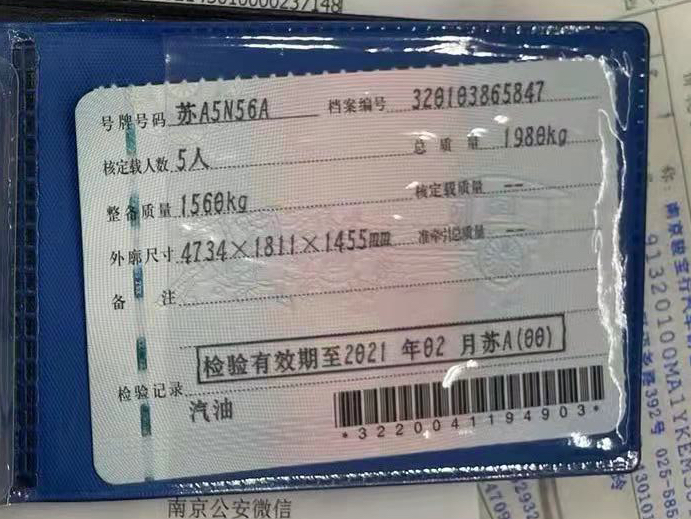 号牌号码 苏A5N56A 档案编号 320103865847
核定载人数 5人 总质量 1980kg
整备质量 1560kg 核定载质量 --
外廓尺寸 4734×1811×1455mm 准牵引总质量 --
备注
检验有效期至2021 年02 月苏A(00)
检验记录
汽油
*3220041194903*
南京公安微信